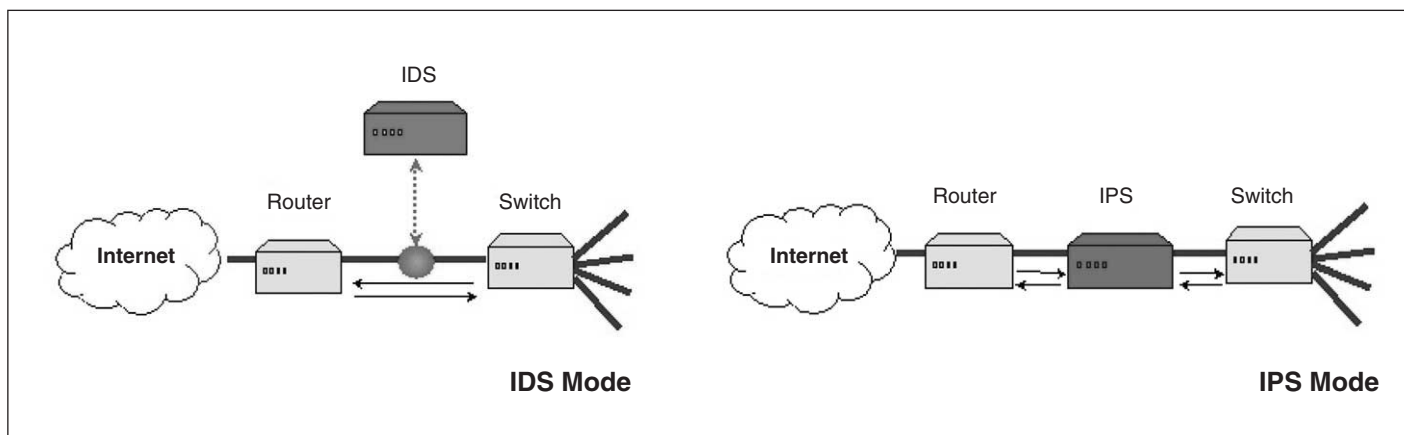 IDS
Router
Switch
Internet
IDS Mode
Router
IPS
Switch
Internet
IPS Mode